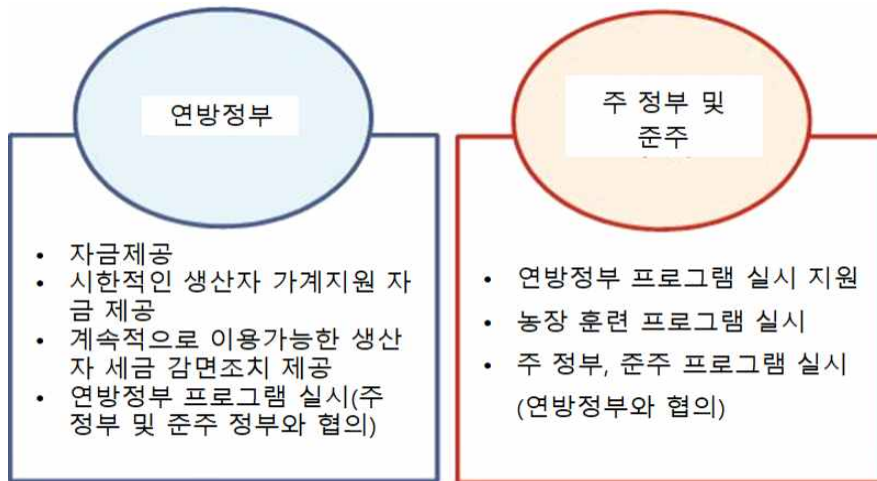 연방정부
• 자금제공
• 시한적인 생산자 가계지원 자
금 제공
• 계속적으로 이용가능한 생산
자 세금 감면조치 제공
• 연방정부 프로그램 실시(주
정부 및 준주 정부와 협의)
주 정부 및
준주
• 연방정부 프로그램 실시 지원
• 농장 훈련 프로그램 실시
• 주 정부, 준주 프로그램 실시
(연방정부와 협의)